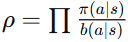 ρ = ∏ π(a|s) / b(a|s)